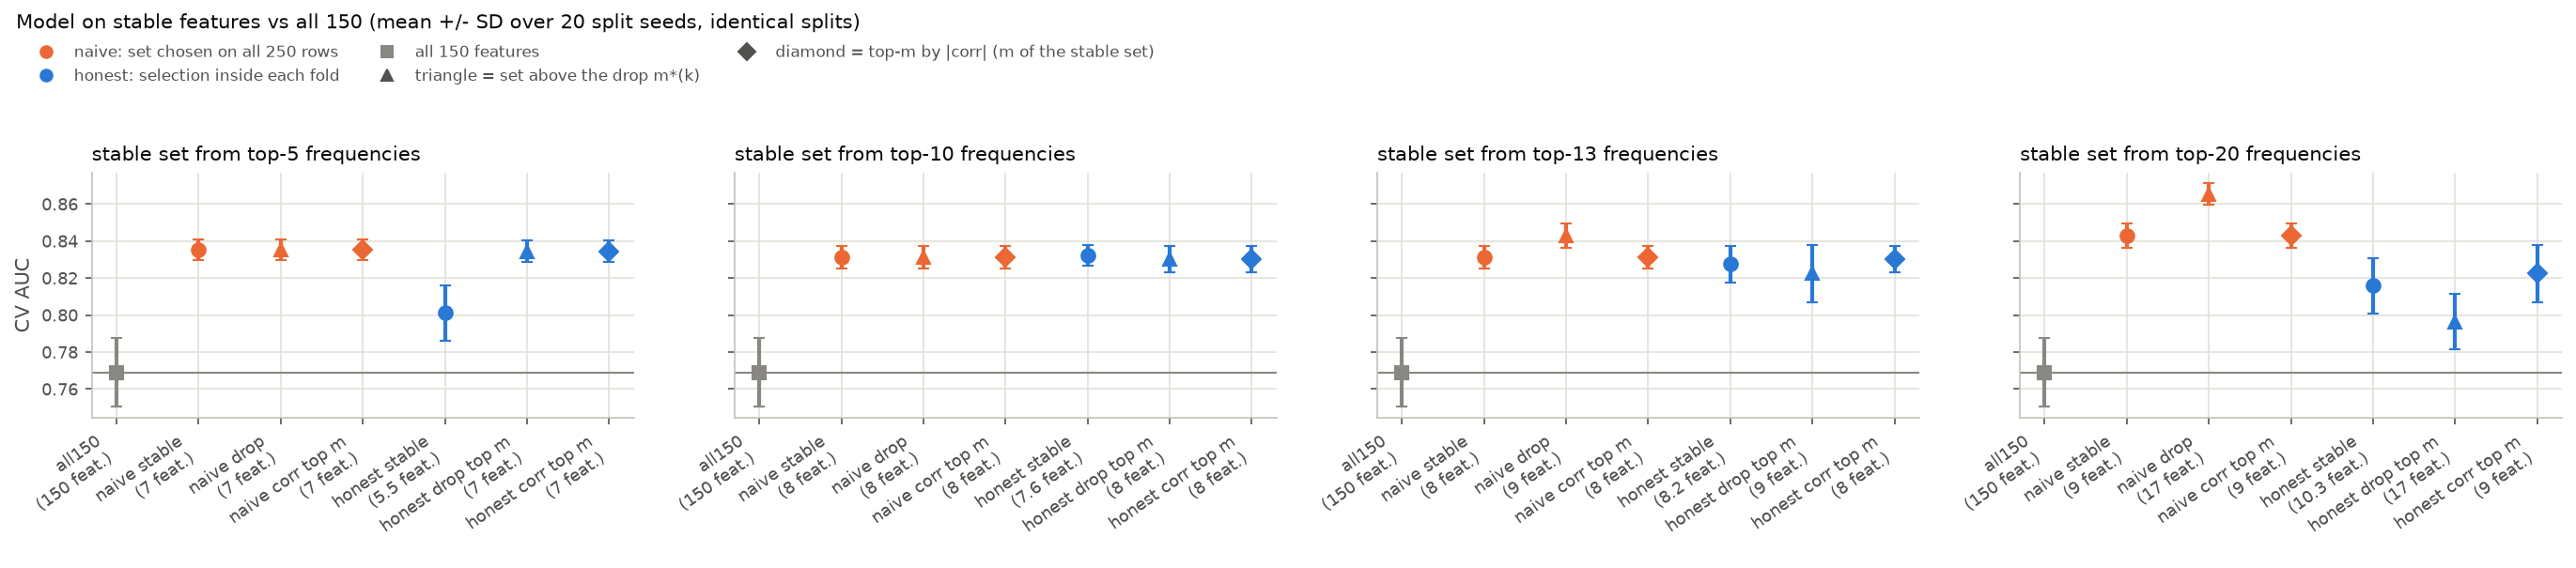 Model on stable features vs all 150 (mean +/- SD over 20 split seeds, identical splits)
naive: set chosen on all 250 rows
honest: selection inside each fold
all 150 features
triangle = set above the drop m*(k)
diamond = top-m by |corr| (m of the stable set)
stable set from top-5 frequencies
CV AUC
0.86
0.84
0.82
0.80
0.78
0.76
all150
(150 feat.)
naive stable
(7 feat.)
naive drop
(7 feat.)
naive corr top m
(7 feat.)
honest stable
(5.5 feat.)
honest drop top m
(7 feat.)
honest corr top m
(7 feat.)
stable set from top-10 frequencies
all150
(150 feat.)
naive stable
(8 feat.)
naive drop
(8 feat.)
naive corr top m
(8 feat.)
honest stable
(7.6 feat.)
honest drop top m
(8 feat.)
honest corr top m
(8 feat.)
stable set from top-13 frequencies
all150
(150 feat.)
naive stable
(8 feat.)
naive drop
(9 feat.)
naive corr top m
(8 feat.)
honest stable
(8.2 feat.)
honest drop top m
(9 feat.)
honest corr top m
(8 feat.)
stable set from top-20 frequencies
all150
(150 feat.)
naive stable
(9 feat.)
naive drop
(17 feat.)
naive corr top m
(9 feat.)
honest stable
(10.3 feat.)
honest drop top m
(17 feat.)
honest corr top m
(9 feat.)